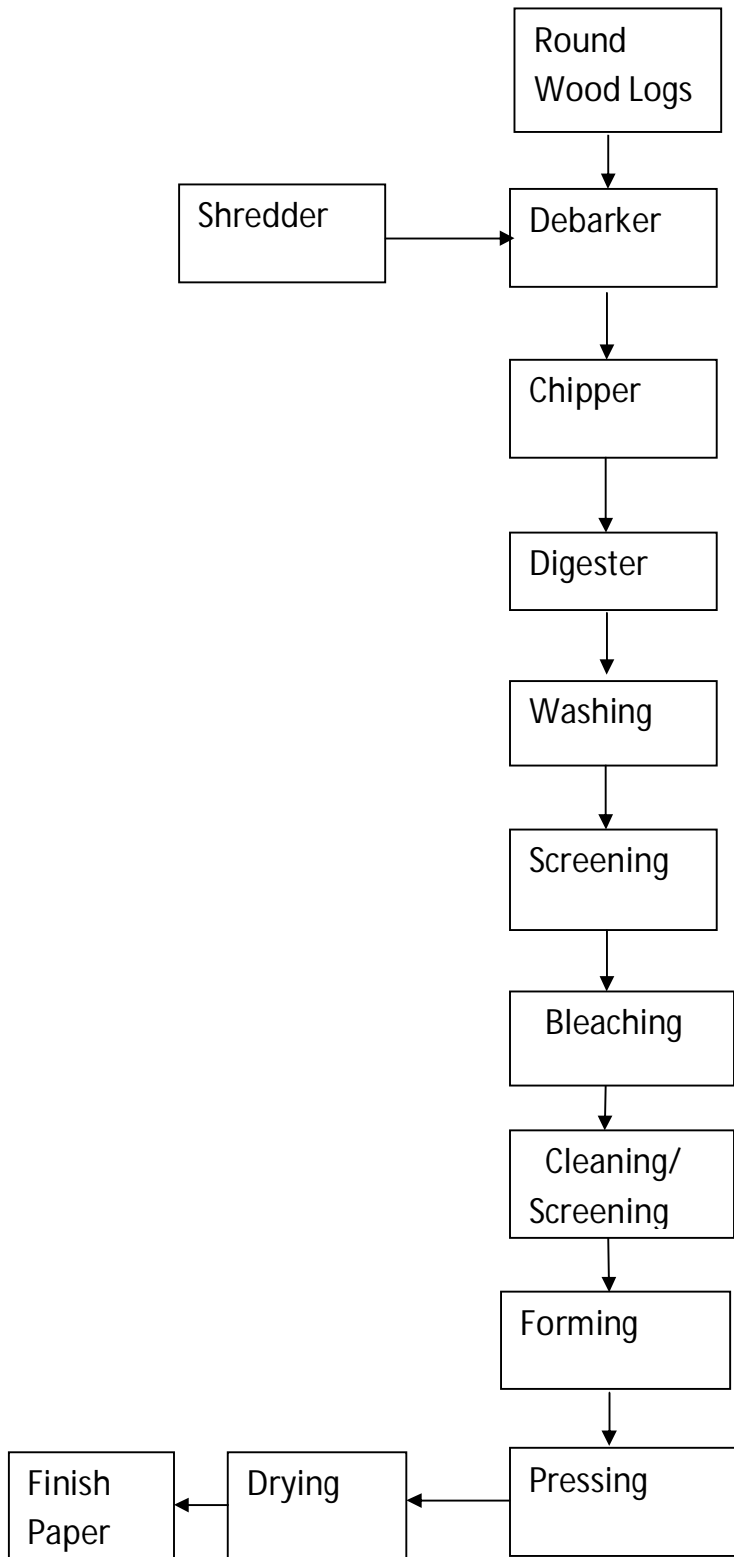 Round
Wood Logs
Shredder
Debarker
Chipper
Digester
Washing
Screening
Bleaching
Cleaning/
Screening
Forming
Pressing
Drying
Finish
Paper